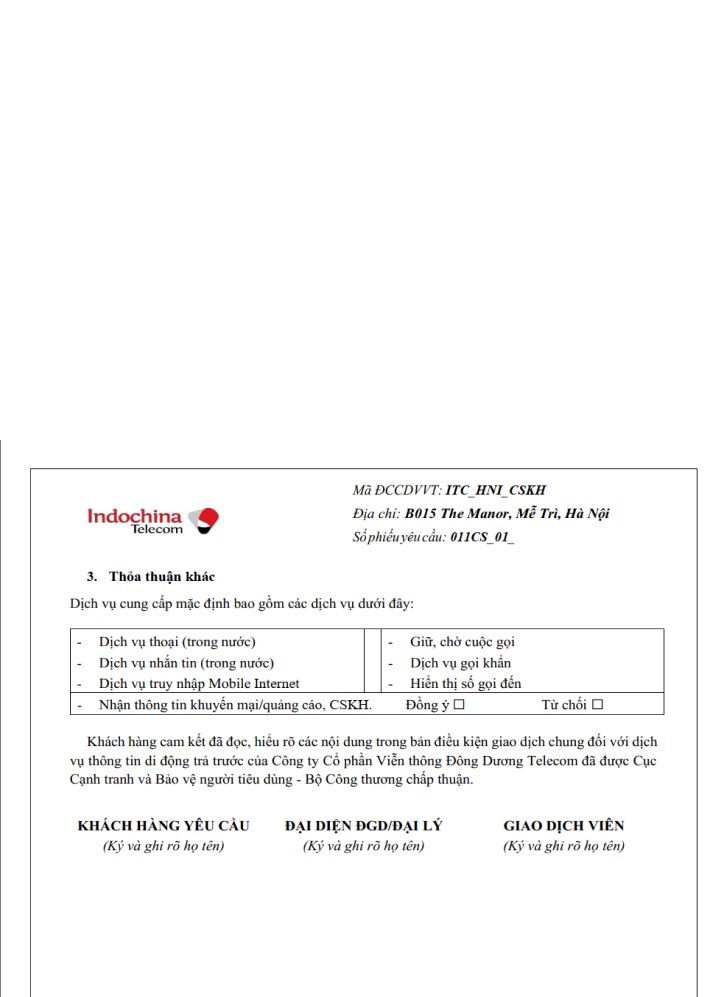 Mã ĐCCDVVT: ITC_HNI_CSKH
Indochina
Telecom
Địa chỉ: B015 The Manor, Mễ Trì, Hà Nội
Số phiếu yêu cầu: 011CS_01_
3. Thỏa thuận khác
Dịch vụ cung cấp mặc định bao gồm các dịch vụ dưới đây:
- Dịch vụ thoại (trong nước)
- Dịch vụ nhắn tin (trong nước)
- Dịch vụ truy nhập Mobile Internet
- Giữ, chờ cuộc gọi
- Dịch vụ gọi khẩn
- Hiển thị số gọi đến
- Nhận thông tin khuyến mại/quảng cáo, CSKH. Đồng ý ☐ Từ chối ☐
Khách hàng cam kết đã đọc, hiểu rõ các nội dung trong bản điều kiện giao dịch chung đối với dịch
vụ thông tin di động trả trước của Công ty Cổ phần Viễn thông Đông Dương Telecom đã được Cục
Cạnh tranh và Bảo vệ người tiêu dùng - Bộ Công thương chấp thuận.
KHÁCH HÀNG YÊU CẦU ĐẠI DIỆN ĐGD/ĐẠI LÝ GIAO DỊCH VIÊN
(Ký và ghi rõ họ tên) (Ký và ghi rõ họ tên) (Ký và ghi rõ họ tên)